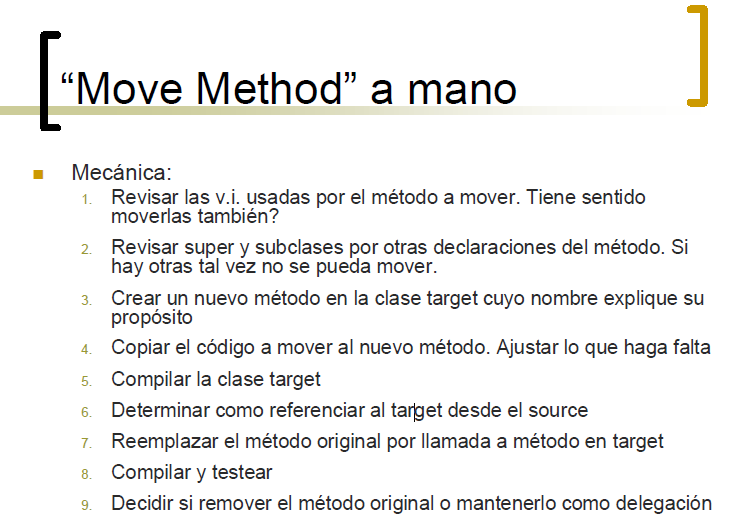 “Move Method” a mano
Mecánica:
1. Revisar las v.i. usadas por el método a mover. Tiene sentido
moverlas también?
2. Revisar super y subclases por otras declaraciones del método. Si
hay otras tal vez no se pueda mover.
3. Crear un nuevo método en la clase target cuyo nombre explique su
propósito
4. Copiar el código a mover al nuevo método. Ajustar lo que haga falta
5. Compilar la clase target
6. Determinar como referenciar al target desde el source
7. Reemplazar el método original por llamada a método en target
8. Compilar y testear
9. Decidir si remover el método original o mantenerlo como delegación